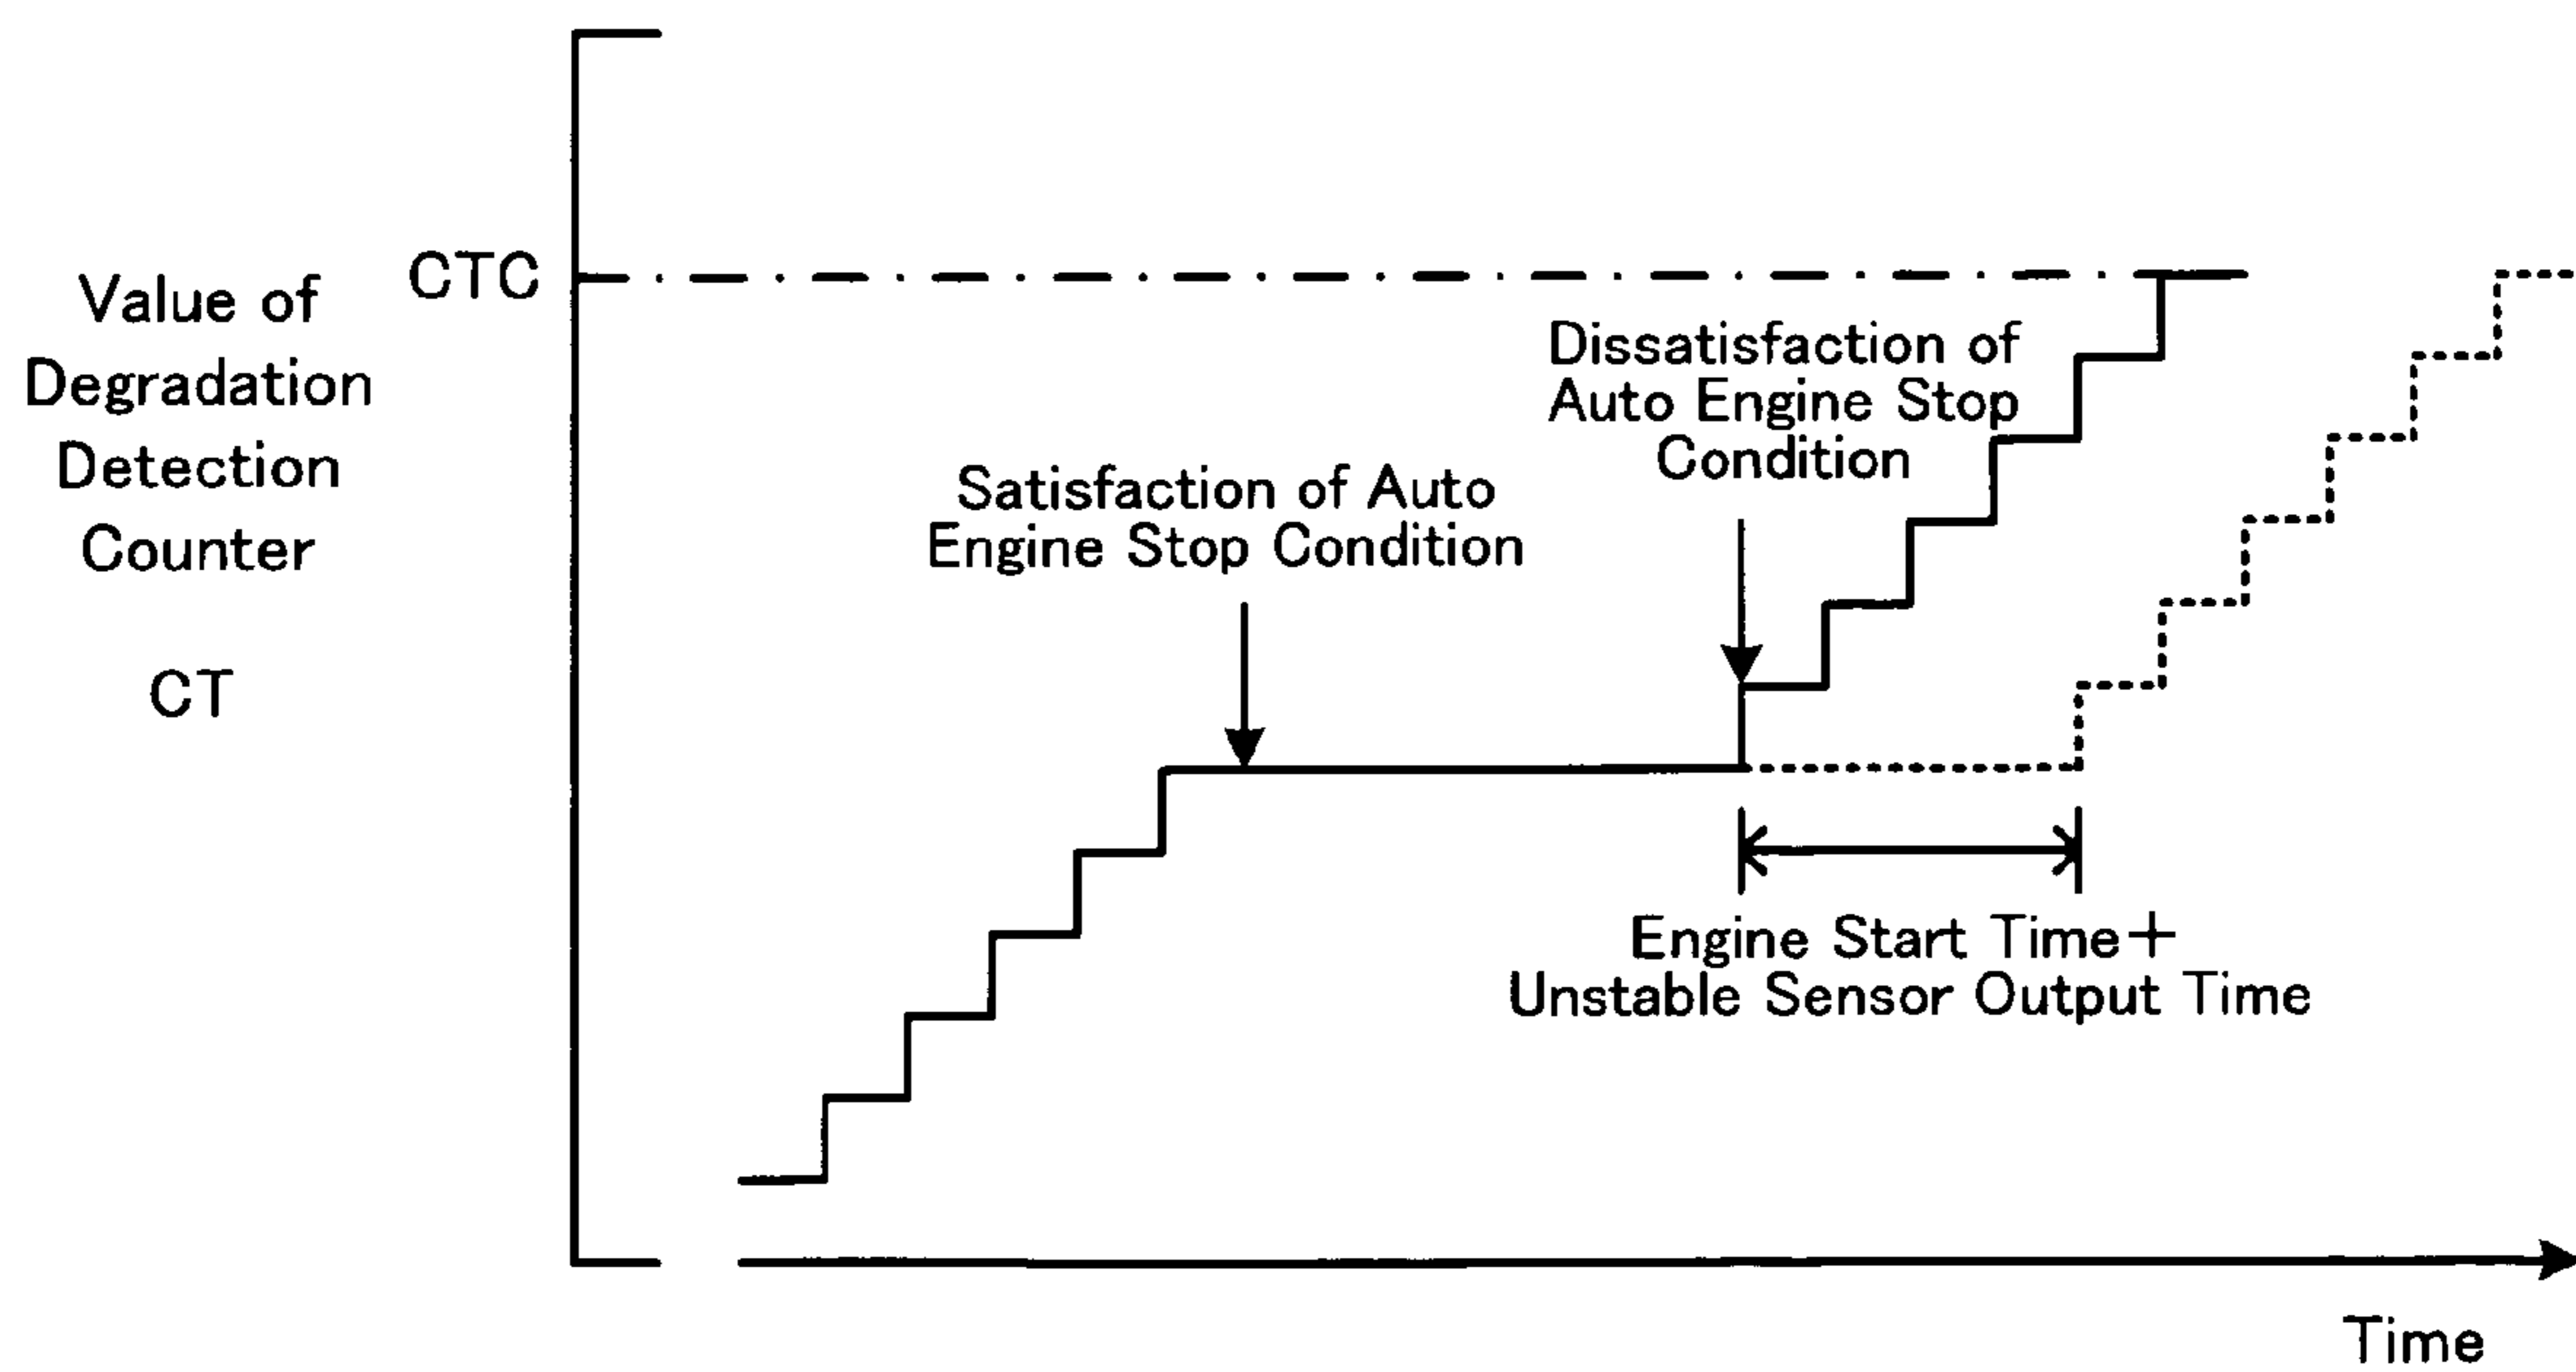 Value of
Degradation
Detection
Counter
CT
CTC
Satisfaction of Auto
Engine Stop Condition
Dissatisfaction of
Auto Engine Stop
Condition
Engine Start Time+
Unstable Sensor Output Time
Time